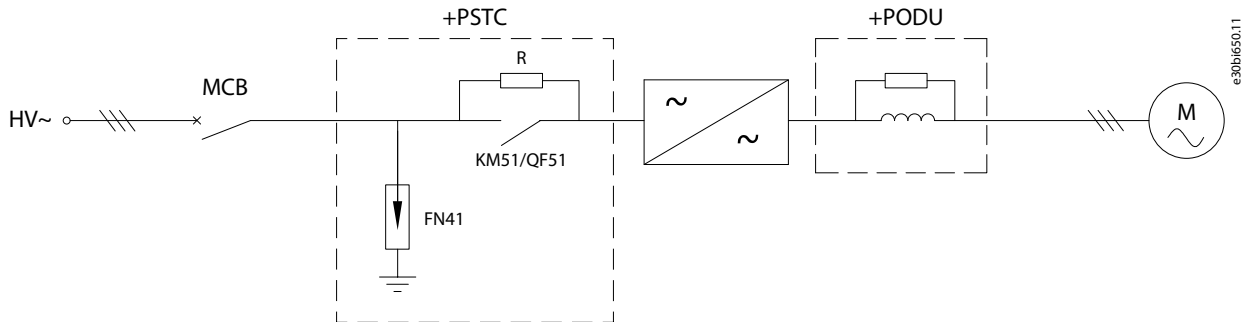 +PSTC
+PODU
e30bi650.11
R
MCB
HV~
KM51/QF51
M
FN41